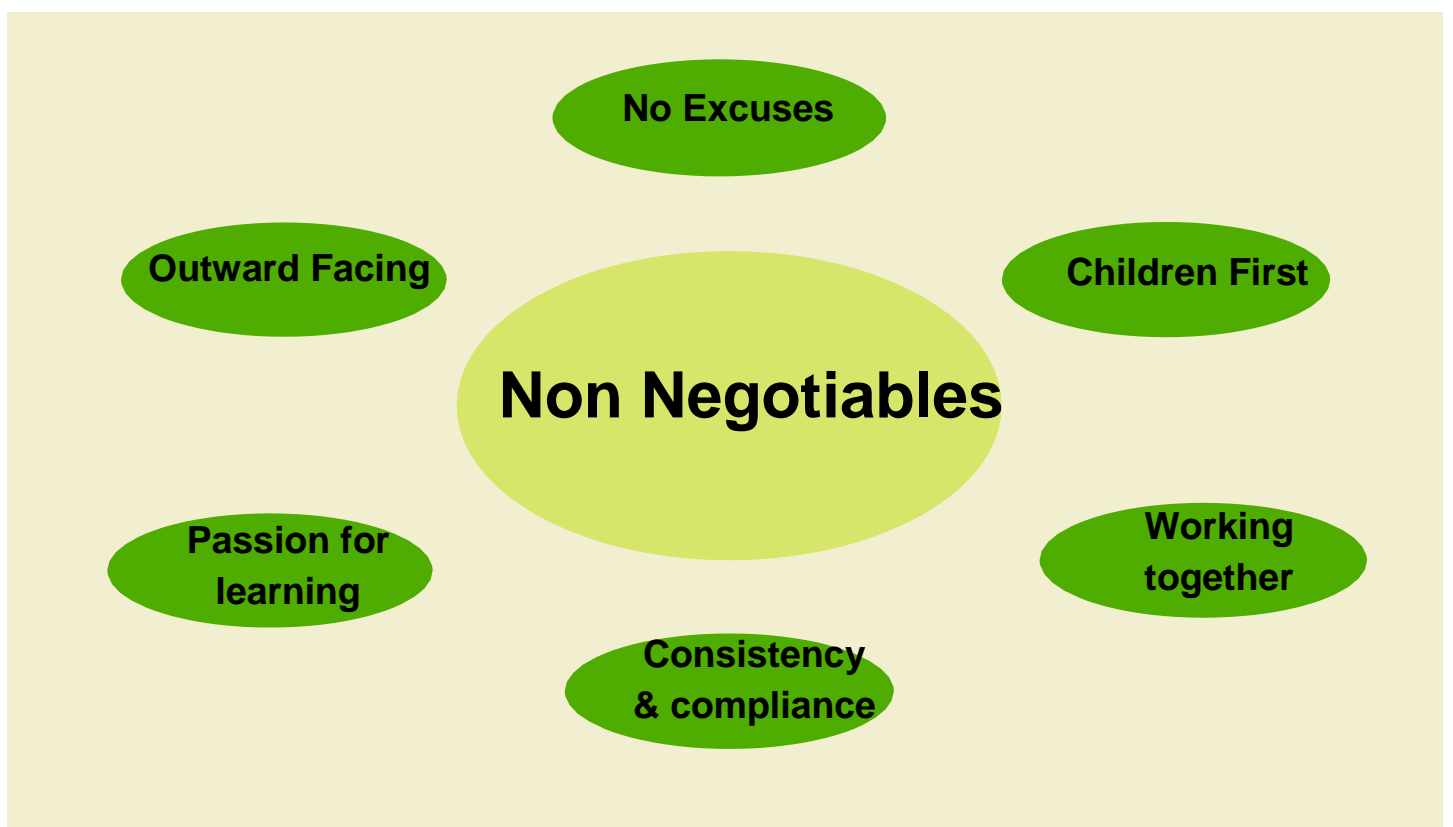 No Excuses
Outward Facing
Children First
Non Negotiables
Passion for
learning
Working
together
Consistency
& compliance